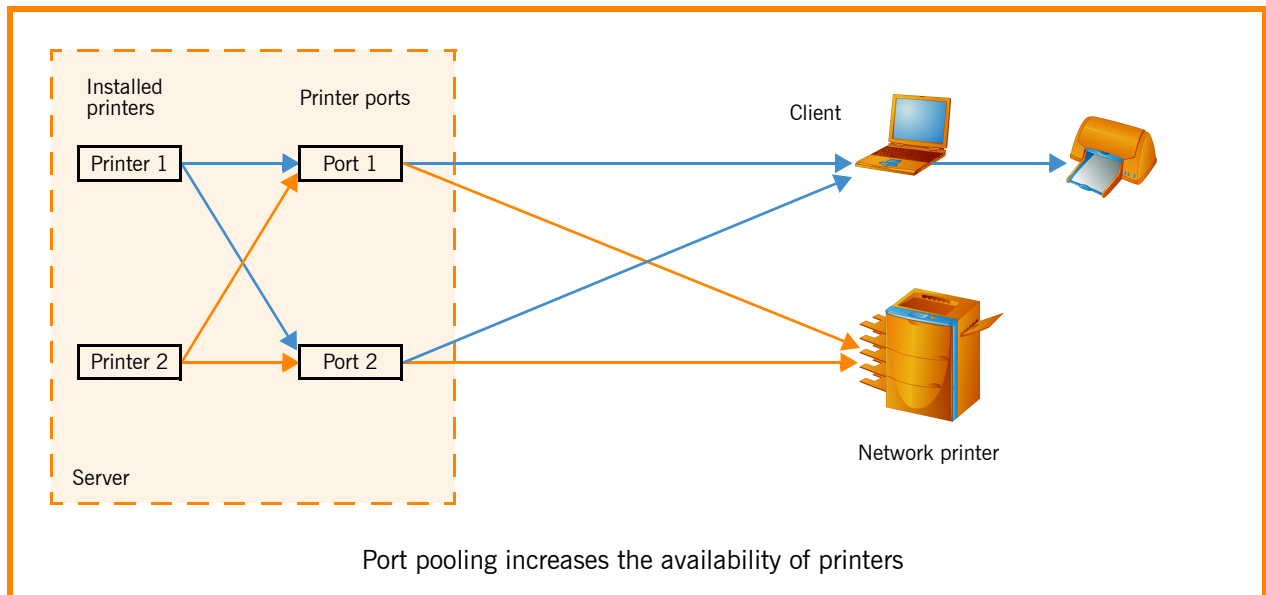 Installed
printers
Printer ports
Client
Printer 1
Port 1
Printer 2
Port 2
Network printer
Server
Port pooling increases the availability of printers